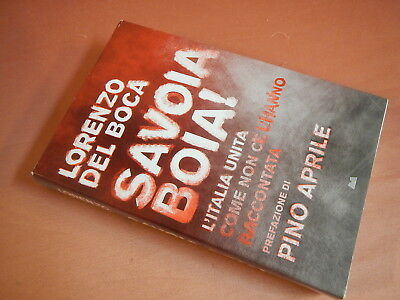 LORENZO
DEL BOCA
SAVOIA
BOIA!
L'ITALIA UNITA
COME NON CE L'HANNO
RACCONTATA
PREFAZIONE DI
PINO APRILE